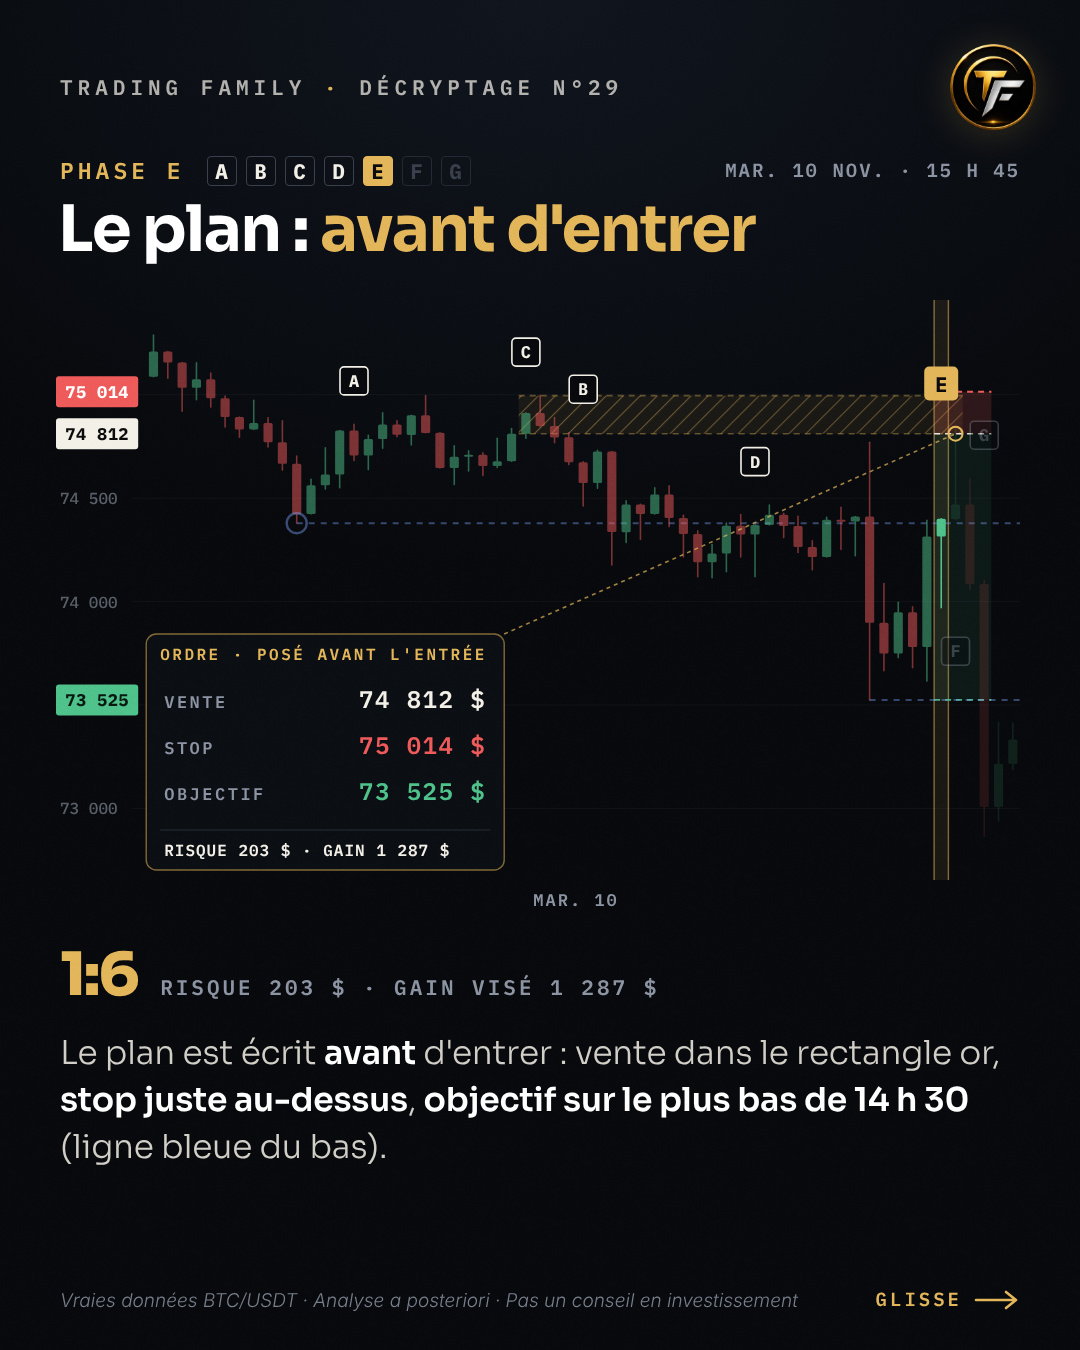 TRADING FAMILY · DÉCRYPTAGE N°29
TF
PHASE E A B C D E F G
MAR. 10 NOV. · 15 H 45
Le plan : avant d'entrer
C
A
B
E
75 014
74 812
G
D
74 500
74 000
F
ORDRE · POSÉ AVANT L'ENTRÉE
73 525
VENTE 74 812 $
STOP 75 014 $
OBJECTIF 73 525 $
73 000
RISQUE 203 $ · GAIN 1 287 $
MAR. 10
1:6 RISQUE 203 $ · GAIN VISÉ 1 287 $
Le plan est écrit avant d'entrer : vente dans le rectangle or,
stop juste au-dessus, objectif sur le plus bas de 14 h 30
(ligne bleue du bas).
Vraies données BTC/USDT · Analyse a posteriori · Pas un conseil en investissement
GLISSE →